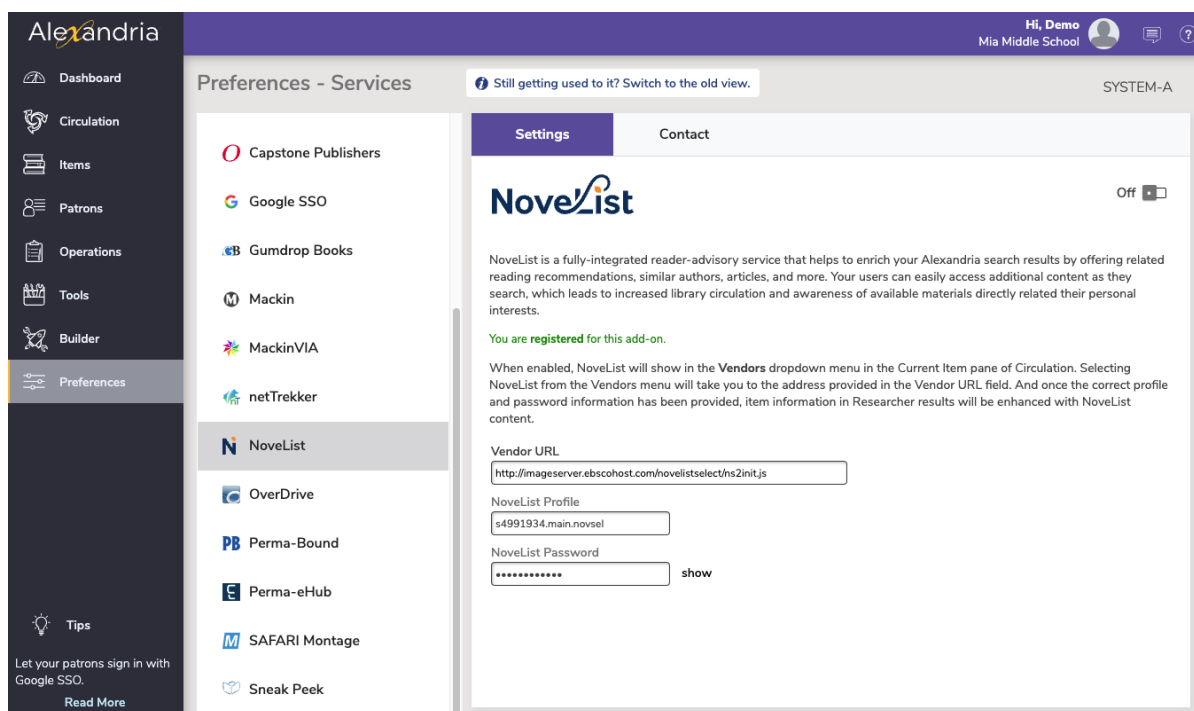 Alexandria
Hi, Demo
Mia Middle School
?
Dashboard
Circulation
Items
Patrons
Operations
Tools
Builder
Preferences
Tips
Let your patrons sign in with
Google SSO.
Read More
Preferences - Services
i Still getting used to it? Switch to the old view.
SYSTEM-A
Capstone Publishers
Google SSO
Gumdrop Books
Mackin
MackinVIA
netTrekker
NoveList
OverDrive
Perma-Bound
Perma-eHub
SAFARI Montage
Sneak Peek
Settings
Contact
NoveList
Off
NoveList is a fully-integrated reader-advisory service that helps to enrich your Alexandria search results by offering related
reading recommendations, similar authors, articles, and more. Your users can easily access additional content as they
search, which leads to increased library circulation and awareness of available materials directly related their personal
interests.
You are registered for this add-on.
When enabled, NoveList will show in the Vendors dropdown menu in the Current Item pane of Circulation. Selecting
NoveList from the Vendors menu will take you to the address provided in the Vendor URL field. And once the correct profile
and password information has been provided, item information in Researcher results will be enhanced with NoveList
content.
Vendor URL
http://imageserver.ebscohost.com/novelistselect/ns2init.js
NoveList Profile
s4991934.main.novsel
NoveList Password
•••••••••••• show